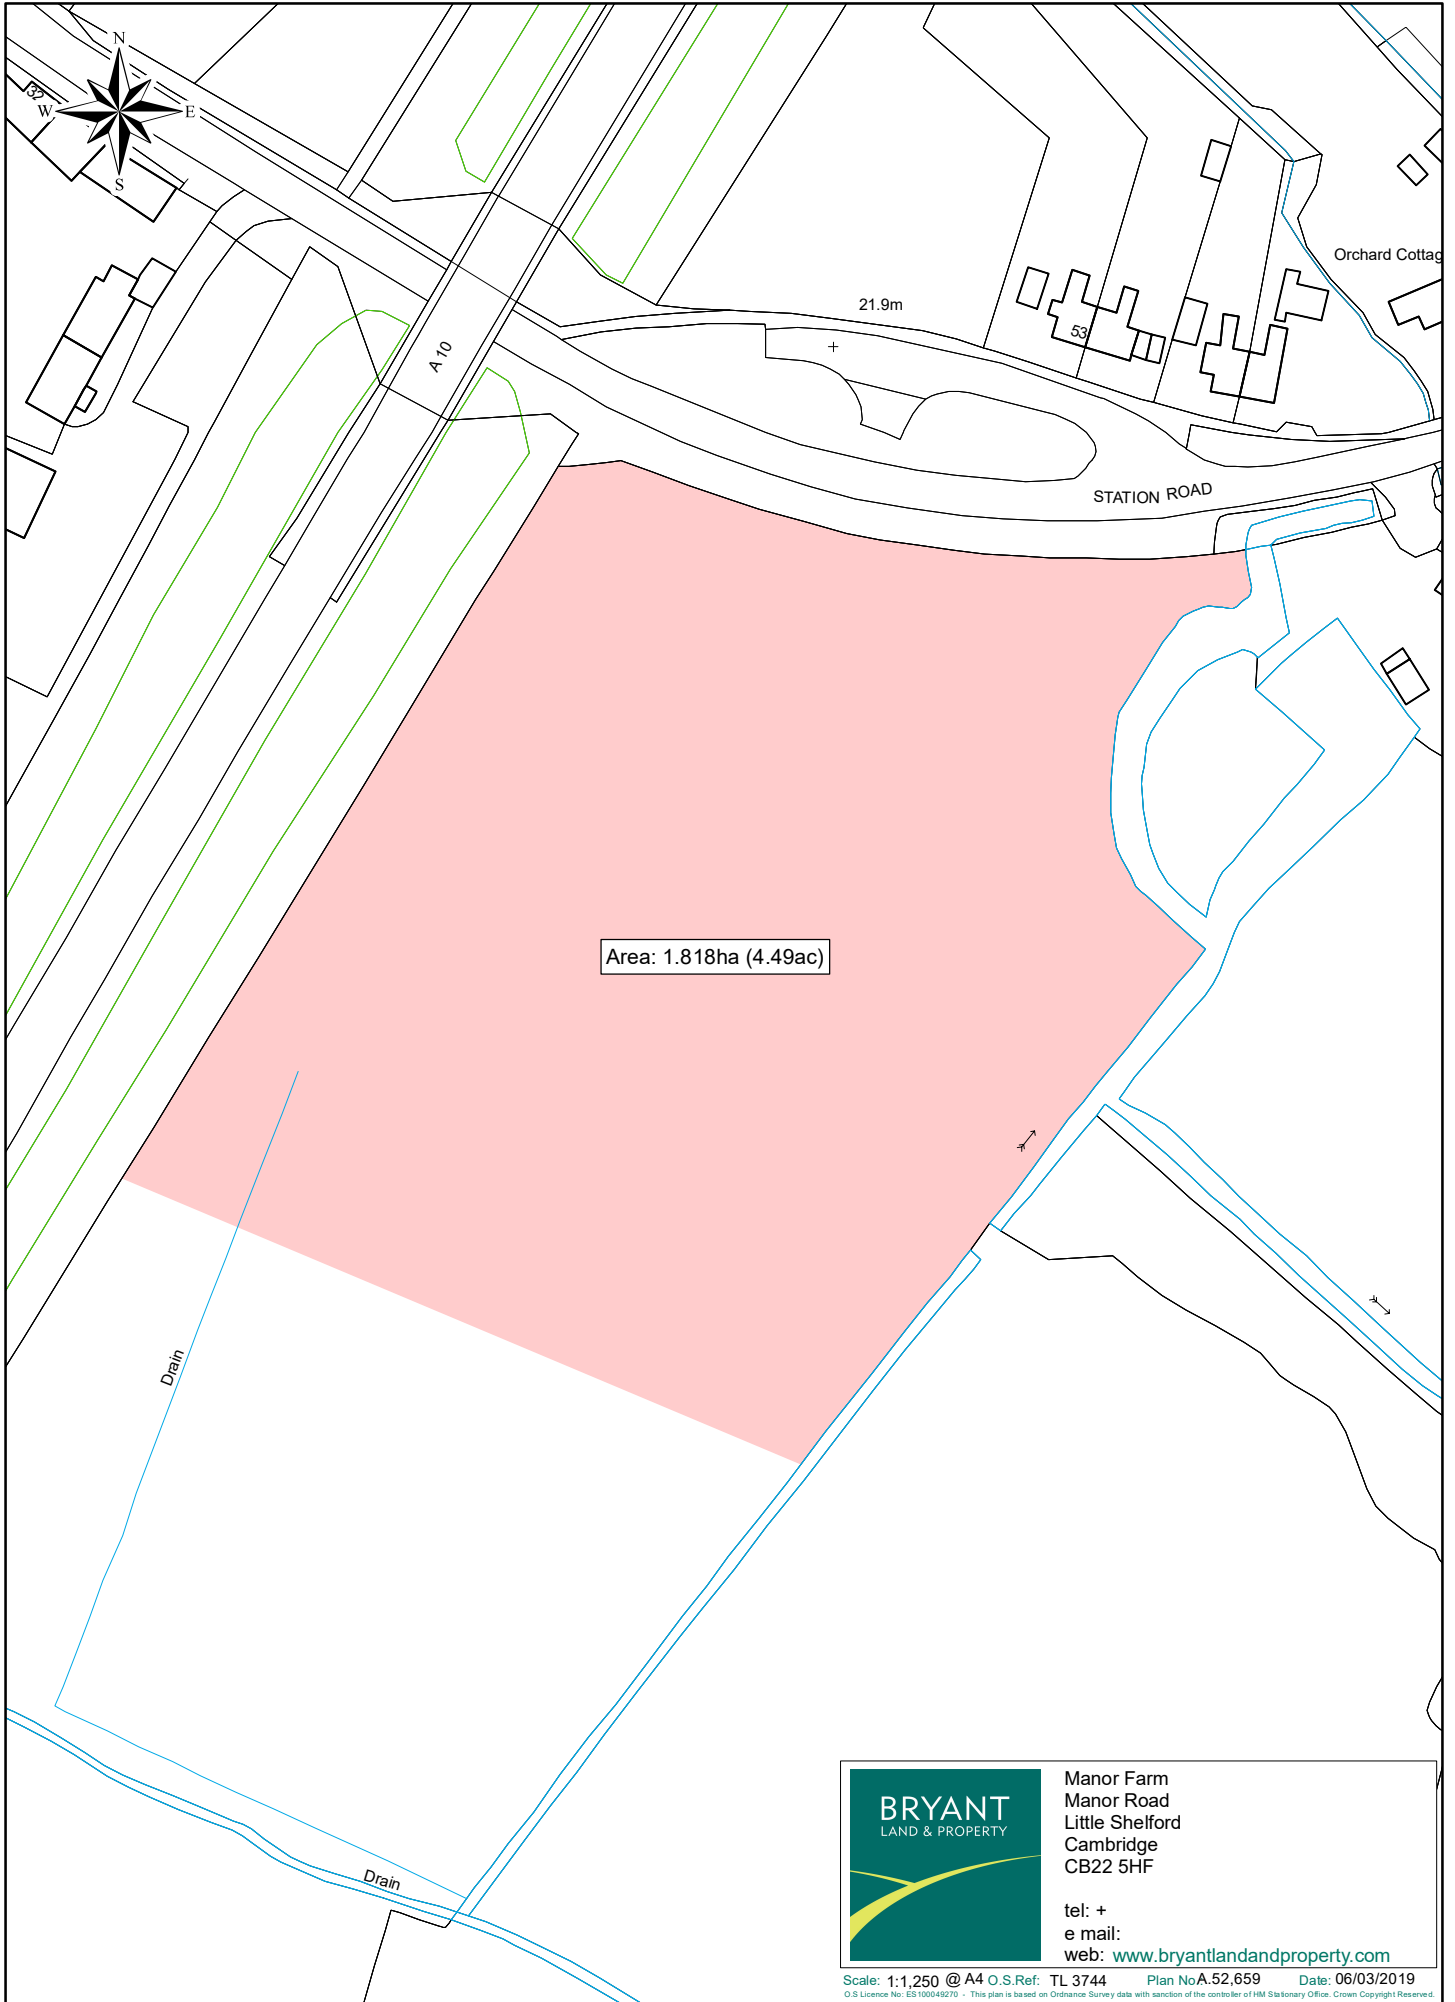 N
32
W
E
S
Orchard Cottag
21.9m
53
A 10
STATION ROAD
Area: 1.818ha (4.49ac)
Drain
Drain
BRYANT
LAND & PROPERTY
Manor Farm
Manor Road
Little Shelford
Cambridge
CB22 5HF
tel: +
e mail:
web: www.bryantlandandproperty.com
Scale: 1:1,250 @ A4 O.S.Ref: TL 3744 Plan No. A.52,659 Date: 06/03/2019
O.S Licence No: ES100049270 - This plan is based on Ordnance Survey data with sanction of the controller of HM Stationary Office. Crown Copyright Reserved.